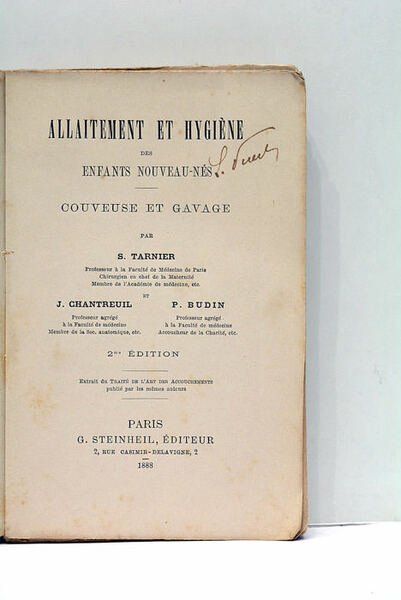 ALLAITEMENT ET HYGIÈNE
DES
ENFANTS NOUVEAU-NÉS
COUVEUSE ET GAVAGE
PAR
S. TARNIER
Professeur à la Faculté de Médecine de Paris
Chirurgien en chef de la Maternité
Membre de l'Académie de médecine, etc.
ET
J. CHANTREUIL
Professeur agrégé
à la Faculté de médecine
Membre de la Soc. anatomique, etc.
P. BUDIN
Professeur agrégé
à la Faculté de médecine
Accoucheur de la Charité, etc.
2me ÉDITION
Extrait du TRAITÉ DE L'ART DES ACCOUCHEMENTS
publié par les mêmes auteurs
PARIS
G. STEINHEIL, ÉDITEUR
2, RUE CASIMIR-DELAVIGNE, 2
1888